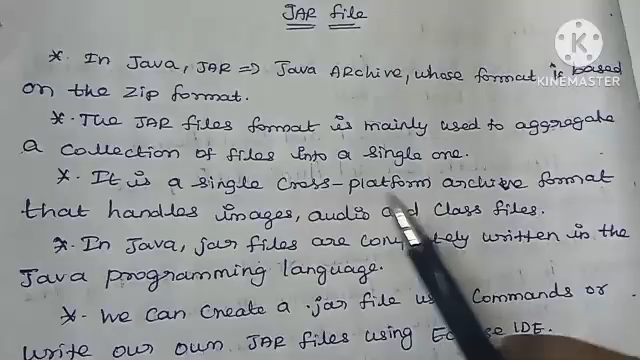 JAR file
* In Java, JAR => Java ARchive, whose format is based
on the zip format.
*. The JAR files format is mainly used to aggregate
a collection of files into a single one.
*. It is a single cross-platform archive format
that handles images, audio and class files.
*. In Java, jar files are written in the
Java programming language.
*. We can create a .jar file commands or
write our own JAR files using IDE.
KINEMASTER